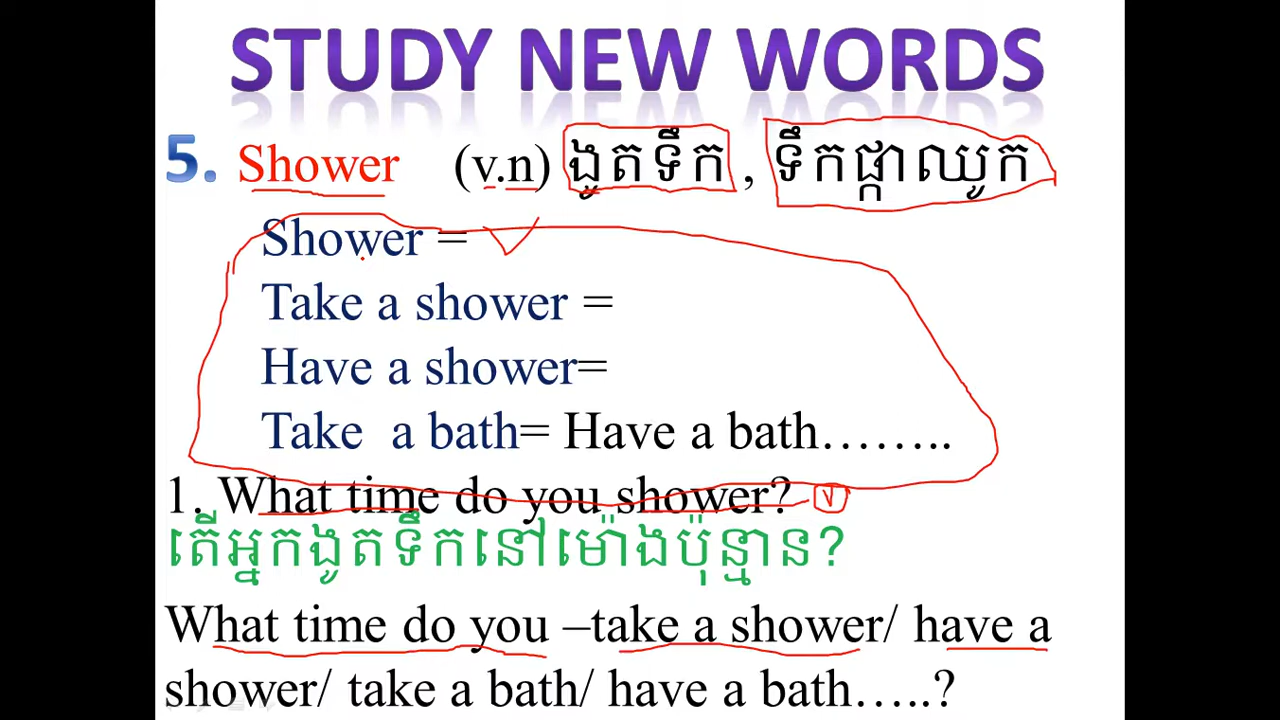 STUDY NEW WORDS
5. Shower (v.n) ងូតទឹក , ទឹកផ្កាឈូក
Shower =
Take a shower =
Have a shower=
Take a bath= Have a bath……..
1. What time do you shower? V
តើអ្នកងូតទឹកនៅម៉ោងប៉ុន្មាន?
What time do you –take a shower/ have a
shower/ take a bath/ have a bath…..?